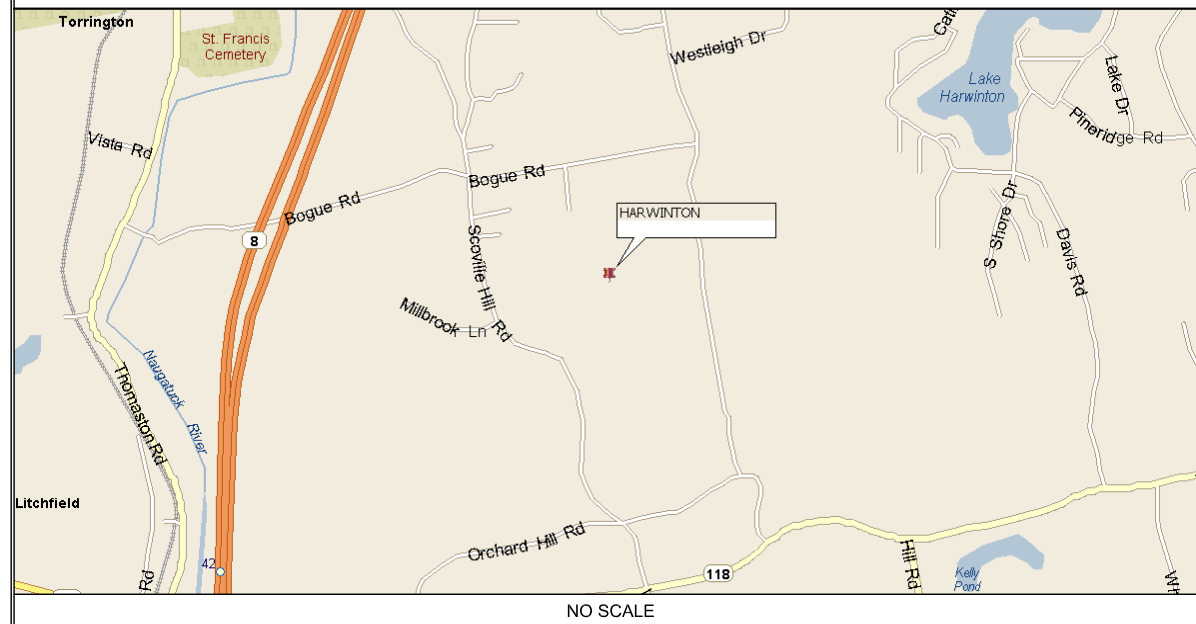 Torrington
St. Francis
Cemetery
Westleigh Dr
Lake
Harwinton
Lake Dr
Pineridge Rd
Vista Rd
Bogue Rd
Bogue Rd
HARWINTON
8
Scoville Hill Rd
S Shore Dr
Davis Rd
Millbrook Ln
Naugatuck River
Thomaston Rd
Litchfield
Orchard Hill Rd
42
Rd
118
Hill Rd
Kelly
Pond
NO SCALE